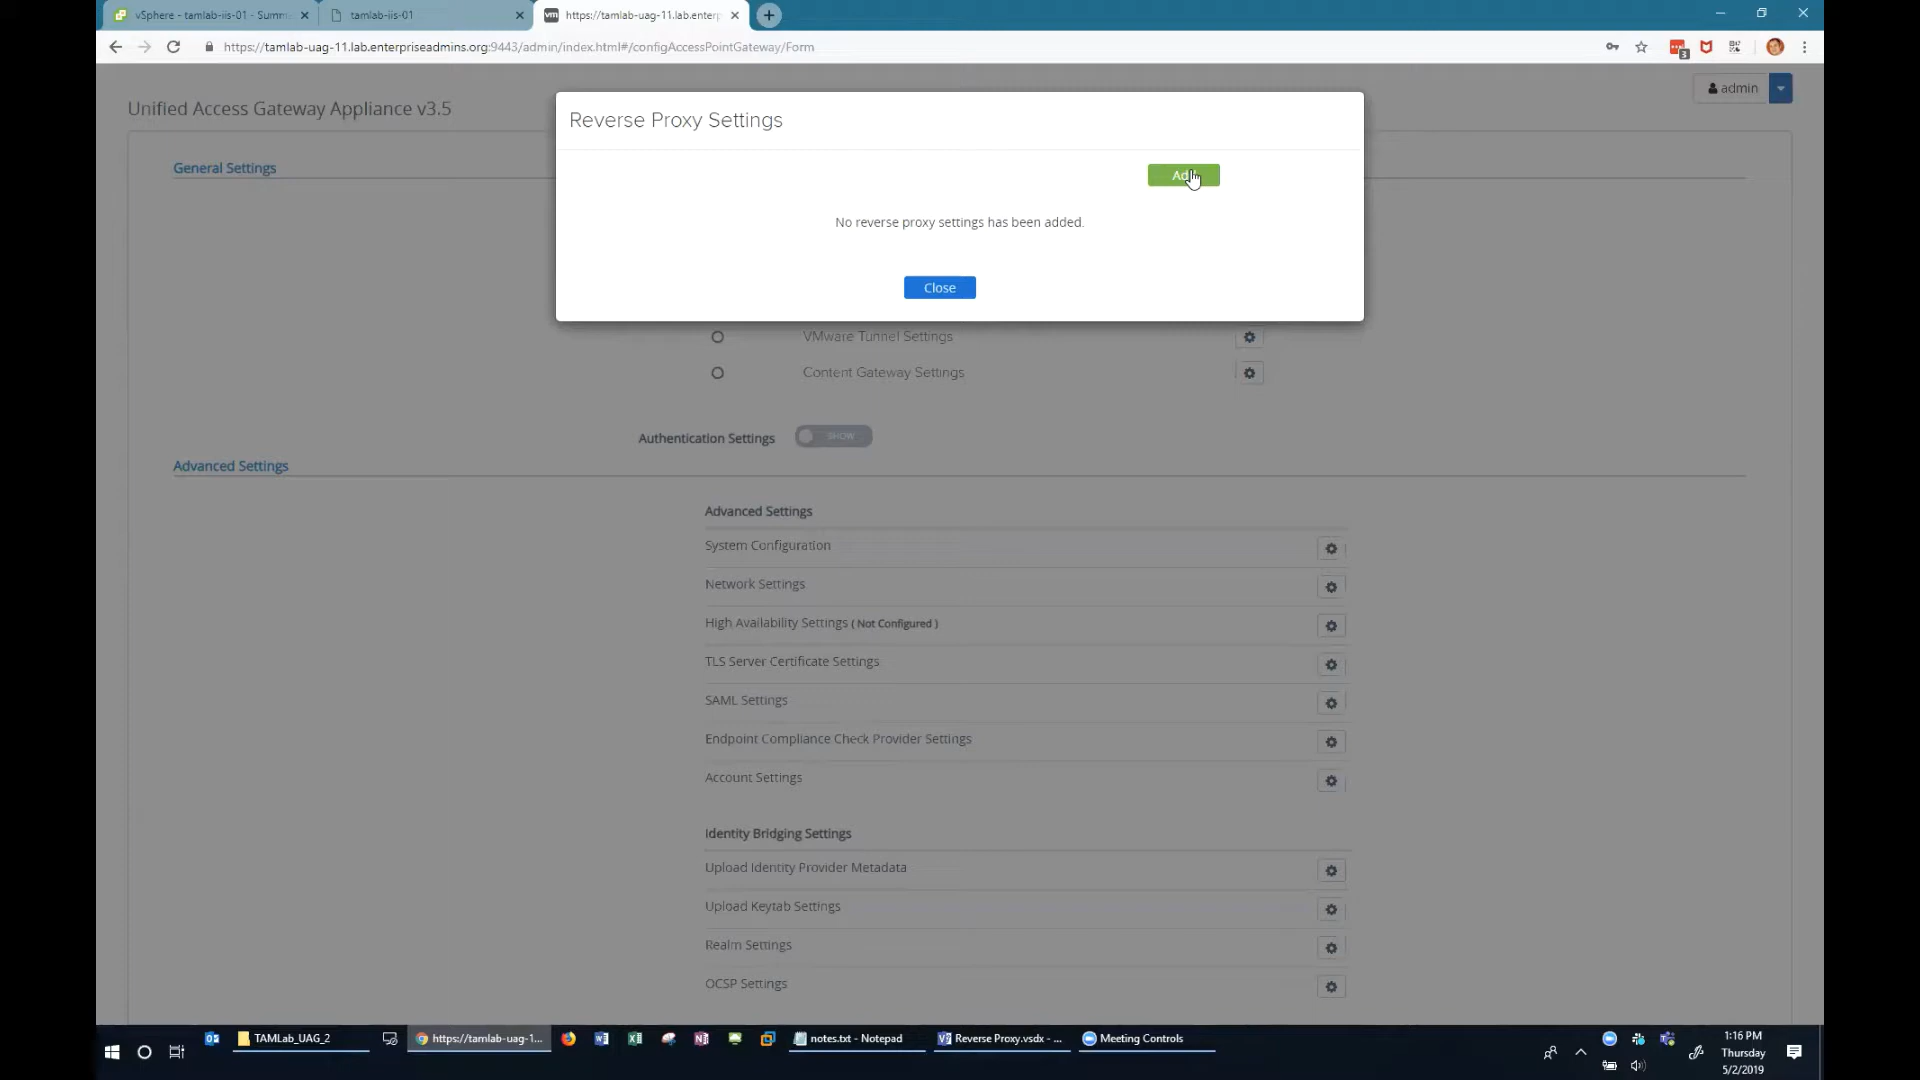 vSphere - tamlab-iis-01 - Summ
tamlab-iis-01
vm https://tamlab-uag-11.lab.enterpr
https://tamlab-uag-11.lab.enterpriseadmins.org:9443/admin/index.html#/configAccessPointGateway/Form
3
Unified Access Gateway Appliance v3.5
admin
Reverse Proxy Settings
General Settings
Add
No reverse proxy settings has been added.
Close
VMware Tunnel Settings
Content Gateway Settings
Authentication Settings
SHOW
Advanced Settings
Advanced Settings
System Configuration
Network Settings
High Availability Settings ( Not Configured )
TLS Server Certificate Settings
SAML Settings
Endpoint Compliance Check Provider Settings
Account Settings
Identity Bridging Settings
Upload Identity Provider Metadata
Upload Keytab Settings
Realm Settings
OCSP Settings
TAMLab_UAG_2
https://tamlab-uag-1...
notes.txt - Notepad
Reverse Proxy.vsdx - ...
Meeting Controls
1:16 PM
Thursday
5/2/2019